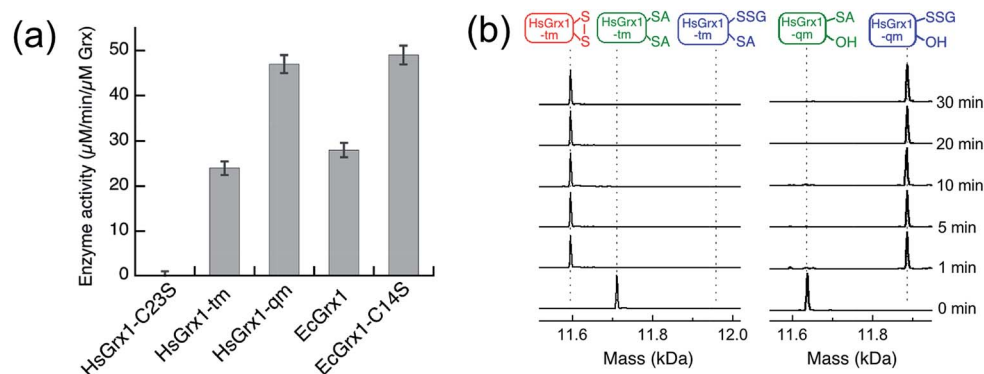 (a)
Enzyme activity (µM/min/µM Grx)
50
40
30
20
10
0
HsGrx1-C23S
HsGrx1-tm
HsGrx1-qm
EcGrx1
EcGrx1-C14S
(b)
HsGrx1
-tm
S
S
HsGrx1
-tm
SA
SA
HsGrx1
-tm
SSG
SA
HsGrx1
-qm
SA
OH
HsGrx1
-qm
SSG
OH
30 min
20 min
10 min
5 min
1 min
0 min
11.6 11.8 12.0
Mass (kDa)
11.6 11.8
Mass (kDa)